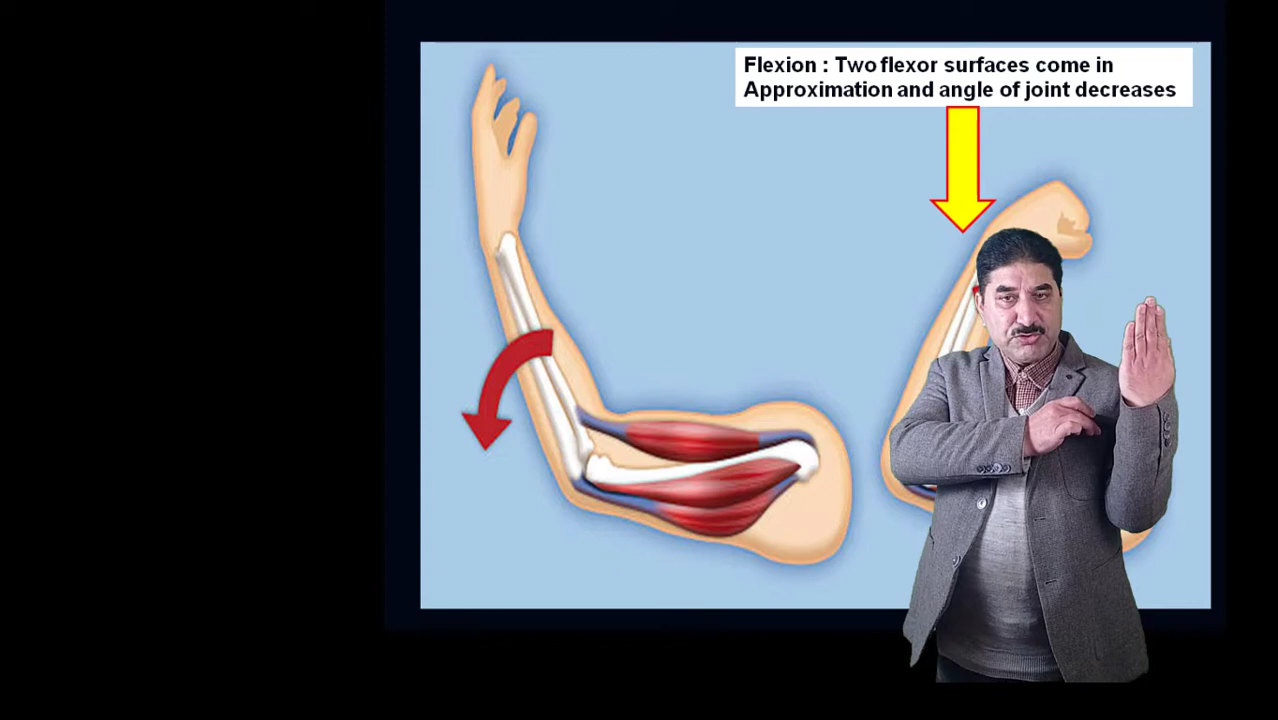 Flexion : Two flexor surfaces come in
Approximation and angle of joint decreases